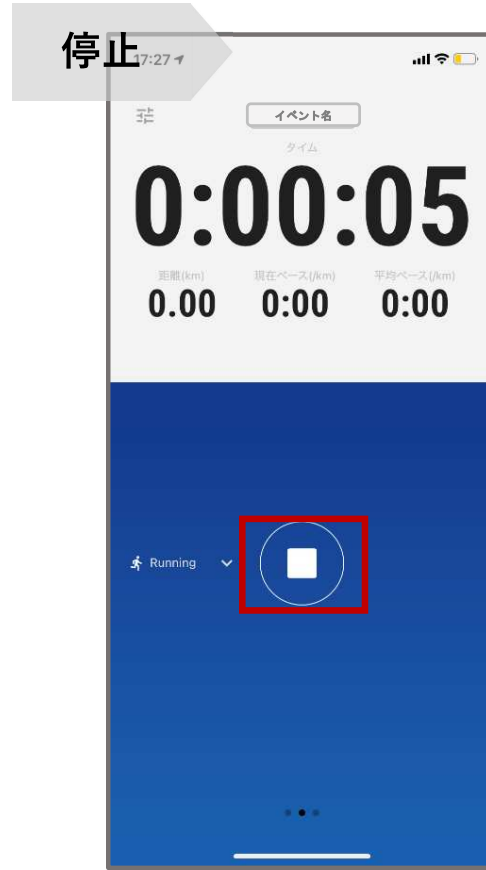 停止
17:27
イベント名
タイム
0:00:05
距離(km) 現在ペース(/km) 平均ペース(/km)
0.00 0:00 0:00
Running